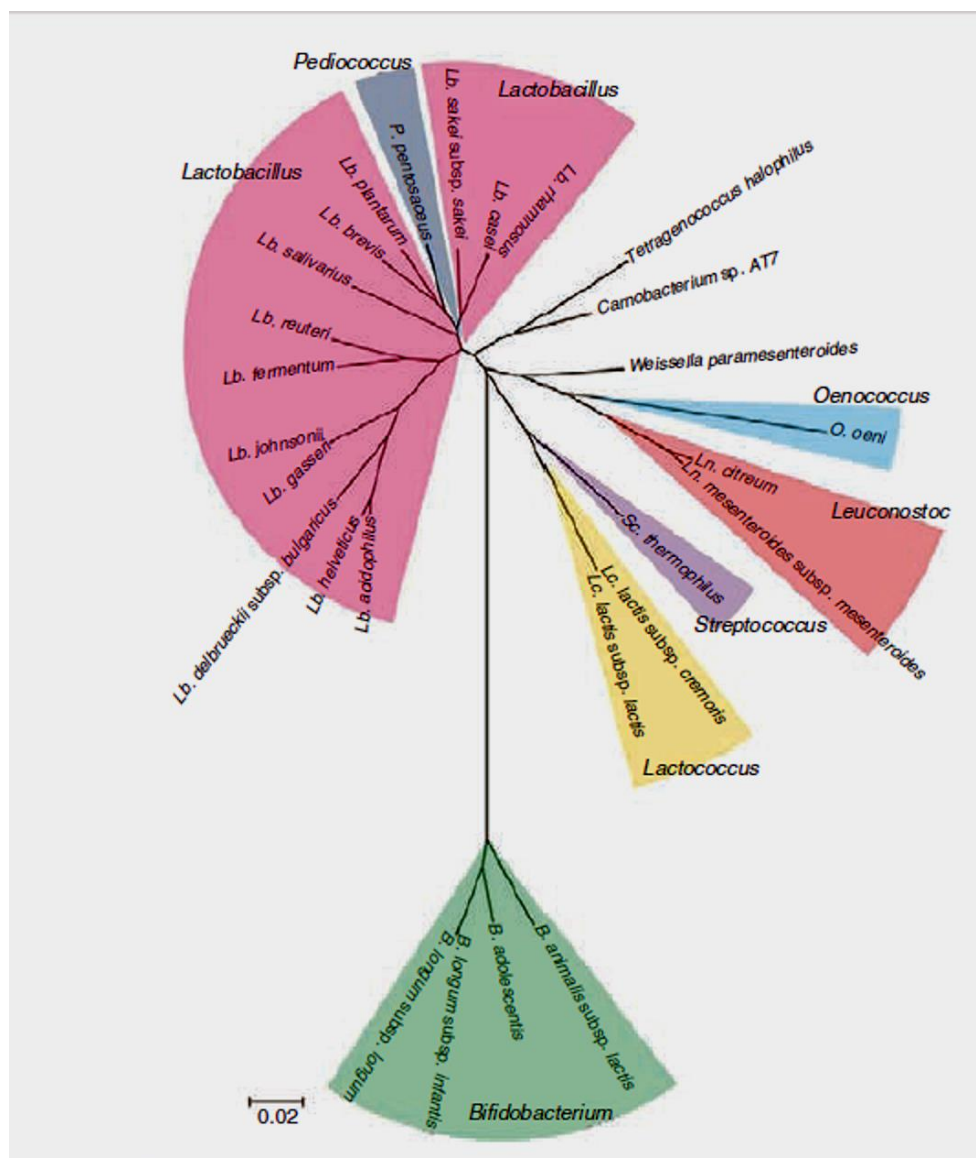 Pediococcus
Lactobacillus
Lb. sakei subsp. sakei
P. pentosaceus
Lb. casei
Lb. rhamnosus
Lactobacillus
Lb. plantarum
Lb. brevis
Lb. salivarius
Lb. reuteri
Lb. fermentum
Lb. johnsonii
Lb. gasseri
Lb. delbrueckii subsp. bulgaricus
Lb. helveticus
Lb. acidophilus
Tetragenococcus halophilus
Carnobacterium sp. AT7
Weissella paramesenteroides
Oenococcus
O. oeni
Ln. citreum
Ln. mesenteroides subsp. mesenteroides
Leuconostoc
Sc. thermophilus
Streptococcus
Lc. lactis subsp. cremoris
Lc. lactis subsp. lactis
Lactococcus
B. longum subsp. longum
B. longum subsp. infantis
B. adolescentis
B. animalis subsp. lactis
Bifidobacterium
0.02